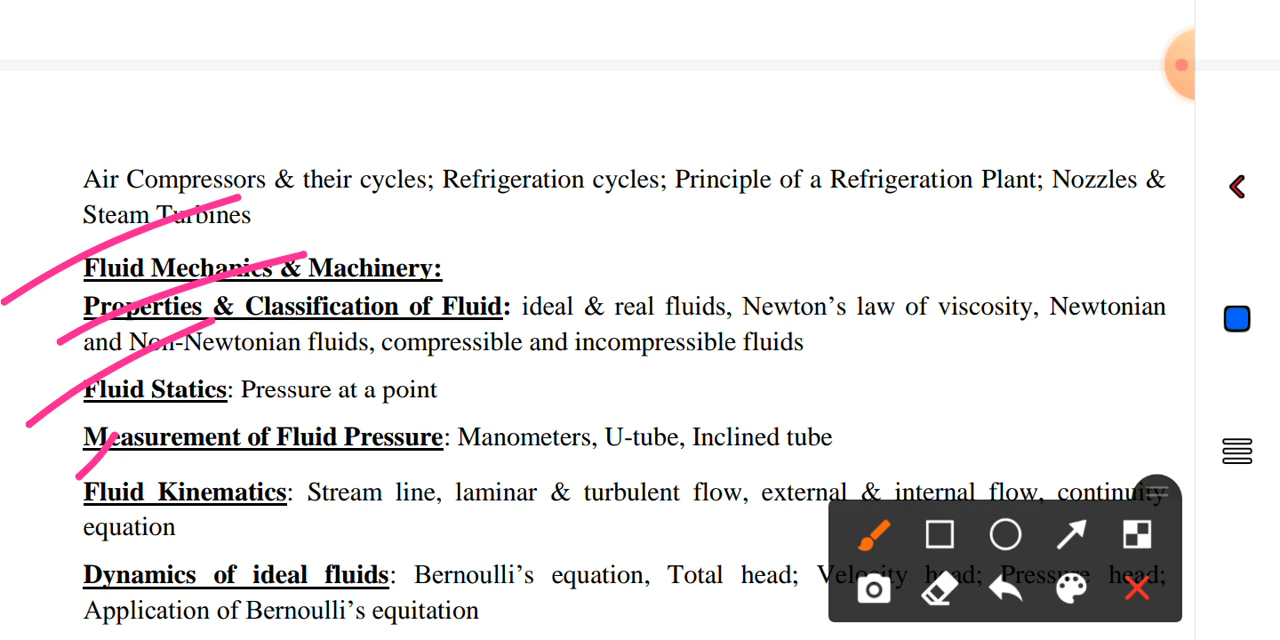 Air Compressors & their cycles; Refrigeration cycles; Principle of a Refrigeration Plant; Nozzles &
Steam Turbines
Fluid Mechanics & Machinery:
Properties & Classification of Fluid: ideal & real fluids, Newton’s law of viscosity, Newtonian
and Non-Newtonian fluids, compressible and incompressible fluids
Fluid Statics: Pressure at a point
Measurement of Fluid Pressure: Manometers, U-tube, Inclined tube
Fluid Kinematics: Stream line, laminar & turbulent flow, external & internal flow, continuity
equation
Dynamics of ideal fluids: Bernoulli’s equation, Total head; Velocity head; Pressure head;
Application of Bernoulli’s equitation